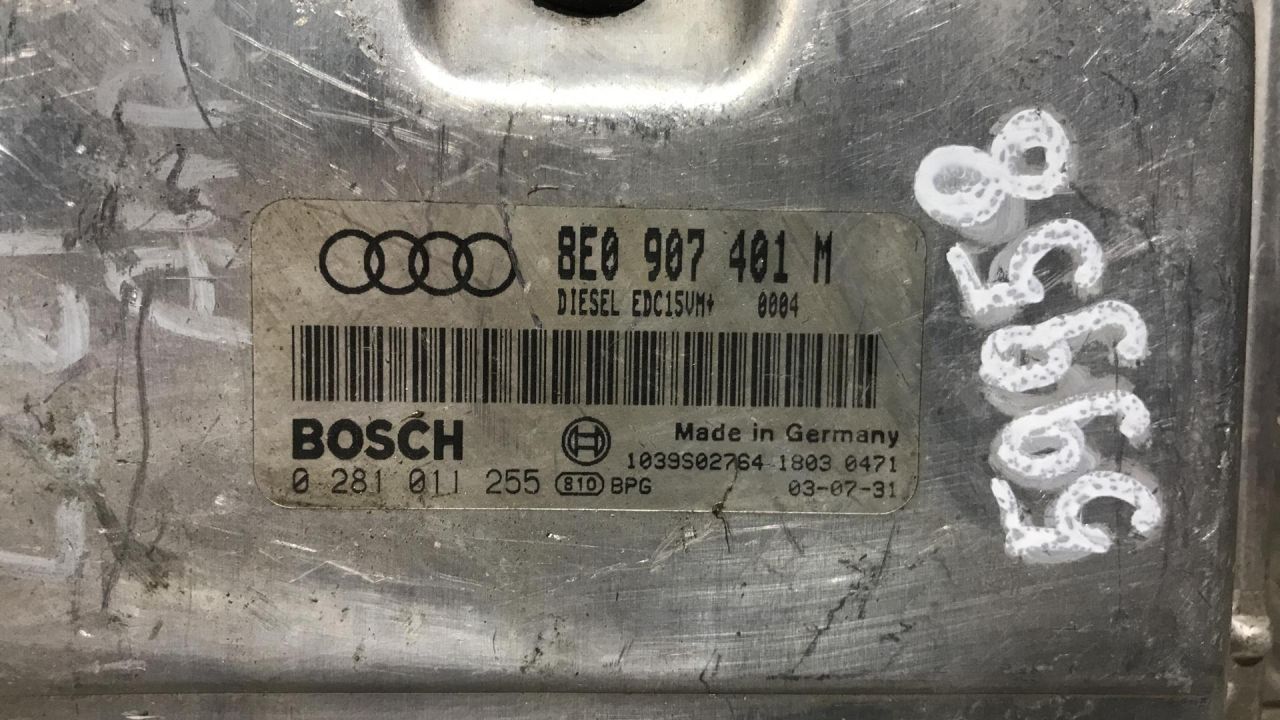 8E0 907 401 M
DIESEL EDC15VM+ 0004
BOSCH
Made in Germany
1039S02764 1803 0471
0 281 011 255 810 BPG 03-07-31
59958